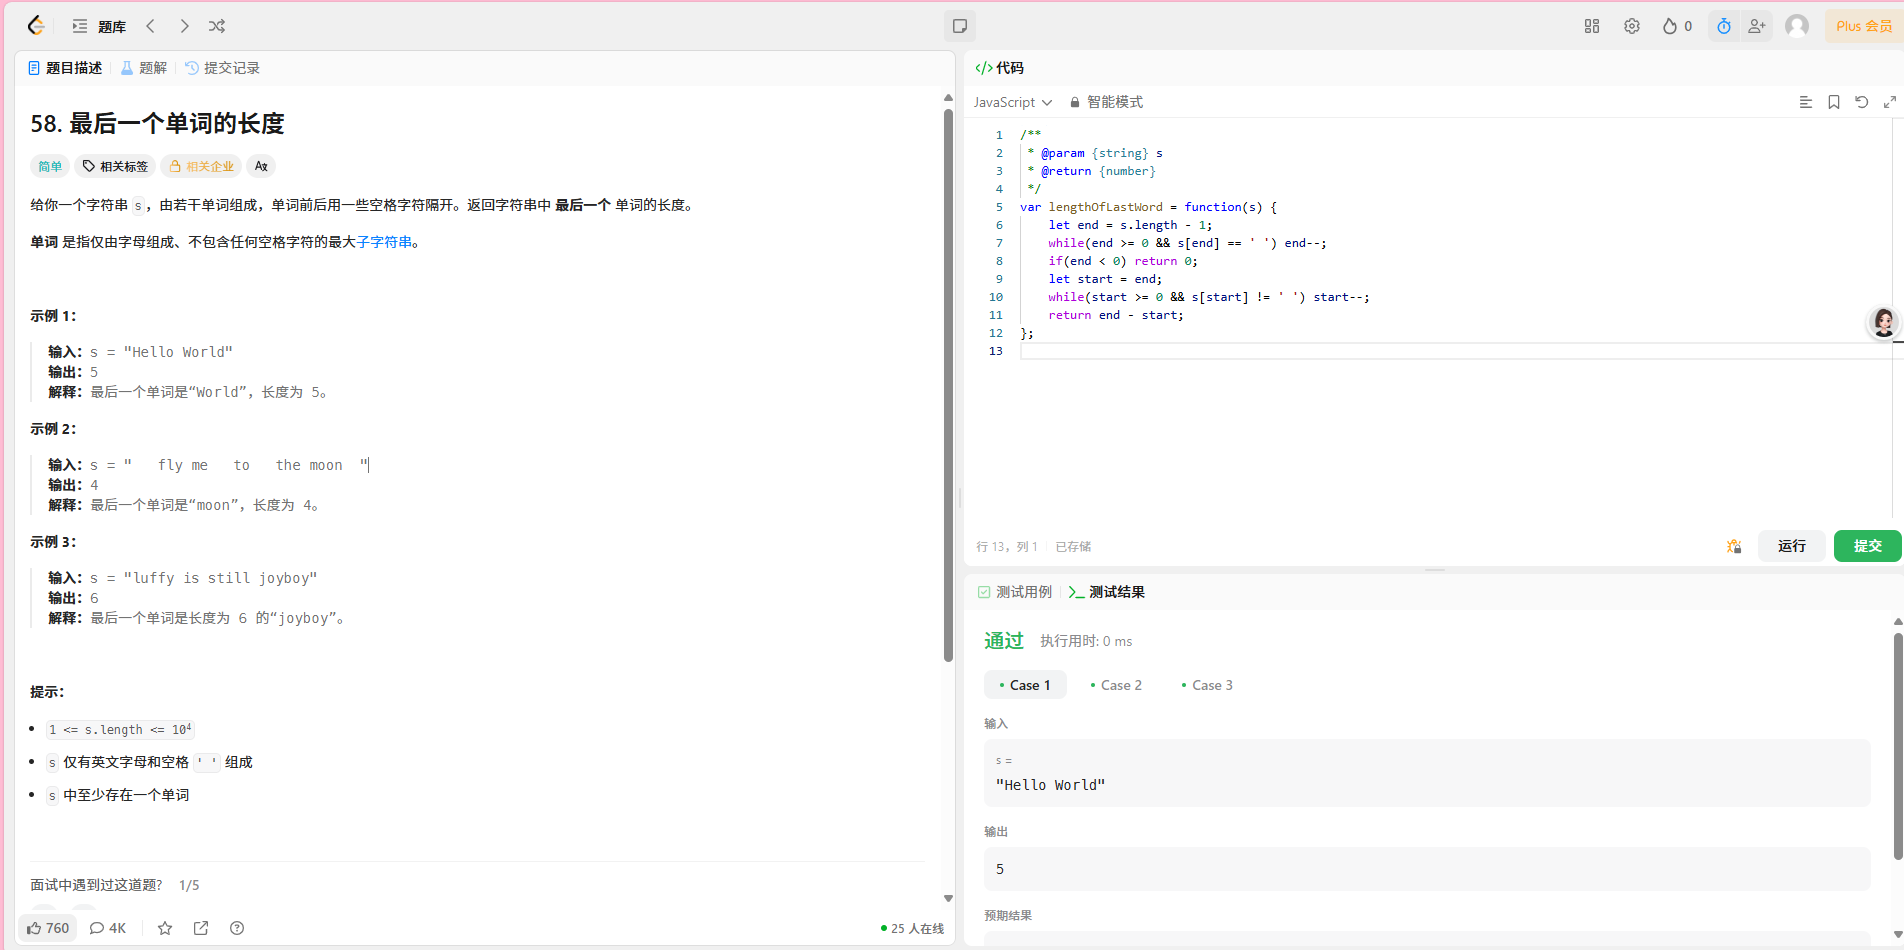 题库
0
Plus 会员
题目描述
题解
提交记录
58. 最后一个单词的长度
简单
相关标签
相关企业
给你一个字符串 s，由若干单词组成，单词前后用一些空格字符隔开。返回字符串中 最后一个 单词的长度。
单词 是指仅由字母组成、不包含任何空格字符的最大子字符串。
示例 1：
输入：s = "Hello World"
输出：5
解释：最后一个单词是“World”，长度为 5。
示例 2：
输入：s = "   fly me   to   the moon  "
输出：4
解释：最后一个单词是“moon”，长度为 4。
示例 3：
输入：s = "luffy is still joyboy"
输出：6
解释：最后一个单词是长度为 6 的“joyboy”。
提示：
1 <= s.length <= 10⁴
s 仅有英文字母和空格 ' ' 组成
s 中至少存在一个单词
面试中遇到过这道题? 1/5
760
4K
25 人在线
</> 代码
JavaScript
智能模式
1 /**
2  * @param {string} s
3  * @return {number}
4  */
5 var lengthOfLastWord = function(s) {
6     let end = s.length - 1;
7     while(end >= 0 && s[end] == ' ') end--;
8     if(end < 0) return 0;
9     let start = end;
10     while(start >= 0 && s[start] != ' ') start--;
11     return end - start;
12 };
13
行 13，列 1
已存储
运行
提交
测试用例
测试结果
通过
执行用时: 0 ms
Case 1
Case 2
Case 3
输入
s =
"Hello World"
输出
5
预期结果